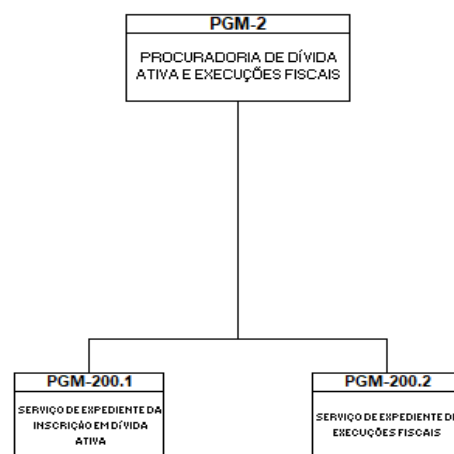 PGM-2
PROCURADORIA DE DÍVIDA
ATIVA E EXECUÇÕES FISCAIS
PGM-200.1
SERVIÇO DE EXPEDIENTE DA
INSCRIÇÃO EM DÍVIDA
ATIVA
PGM-200.2
SERVIÇO DE EXPEDIENTE DE
EXECUÇÕES FISCAIS